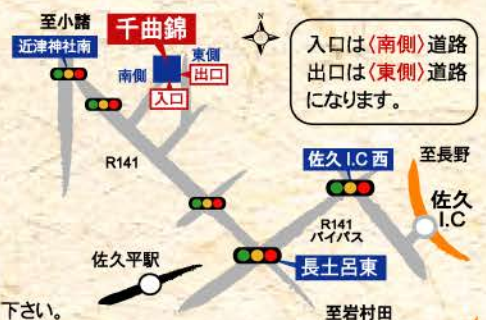 至小諸
近津神社南
千曲錦
南側
東側
出口
入口
N
入口は〈南側〉道路
出口は〈東側〉道路
になります。
R141
佐久I.C西
至長野
佐久
I.C
R141
バイパス
佐久平駅
長土呂東
至岩村田
下さい。